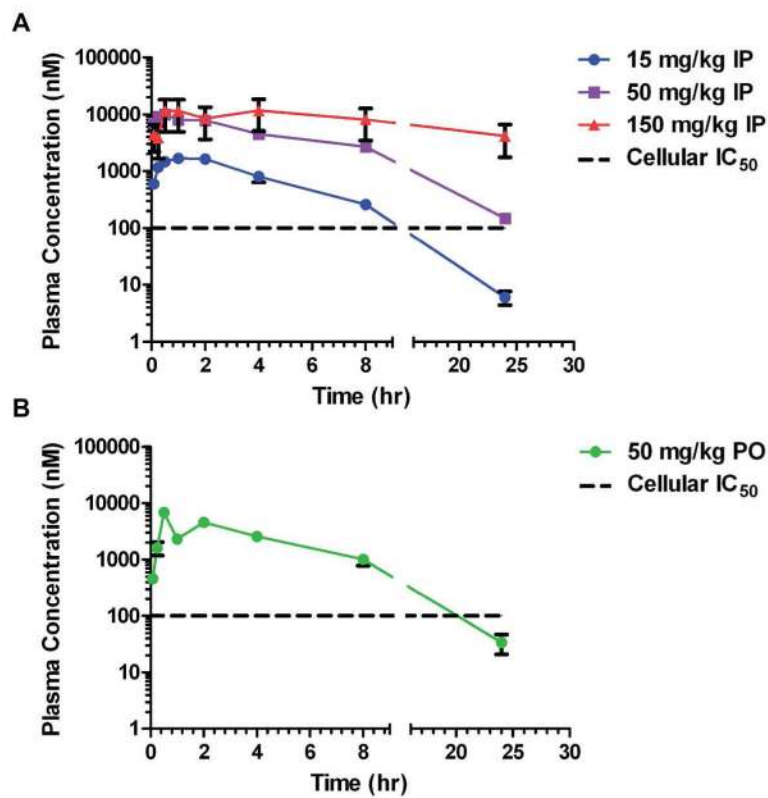 A
Plasma Concentration (nM)
100000
10000
1000
100
10
1
0
2
4
6
8
20
25
30
Time (hr)
15 mg/kg IP
50 mg/kg IP
150 mg/kg IP
Cellular IC50
B
Plasma Concentration (nM)
100000
10000
1000
100
10
1
0
2
4
6
8
20
25
30
Time (hr)
50 mg/kg PO
Cellular IC50